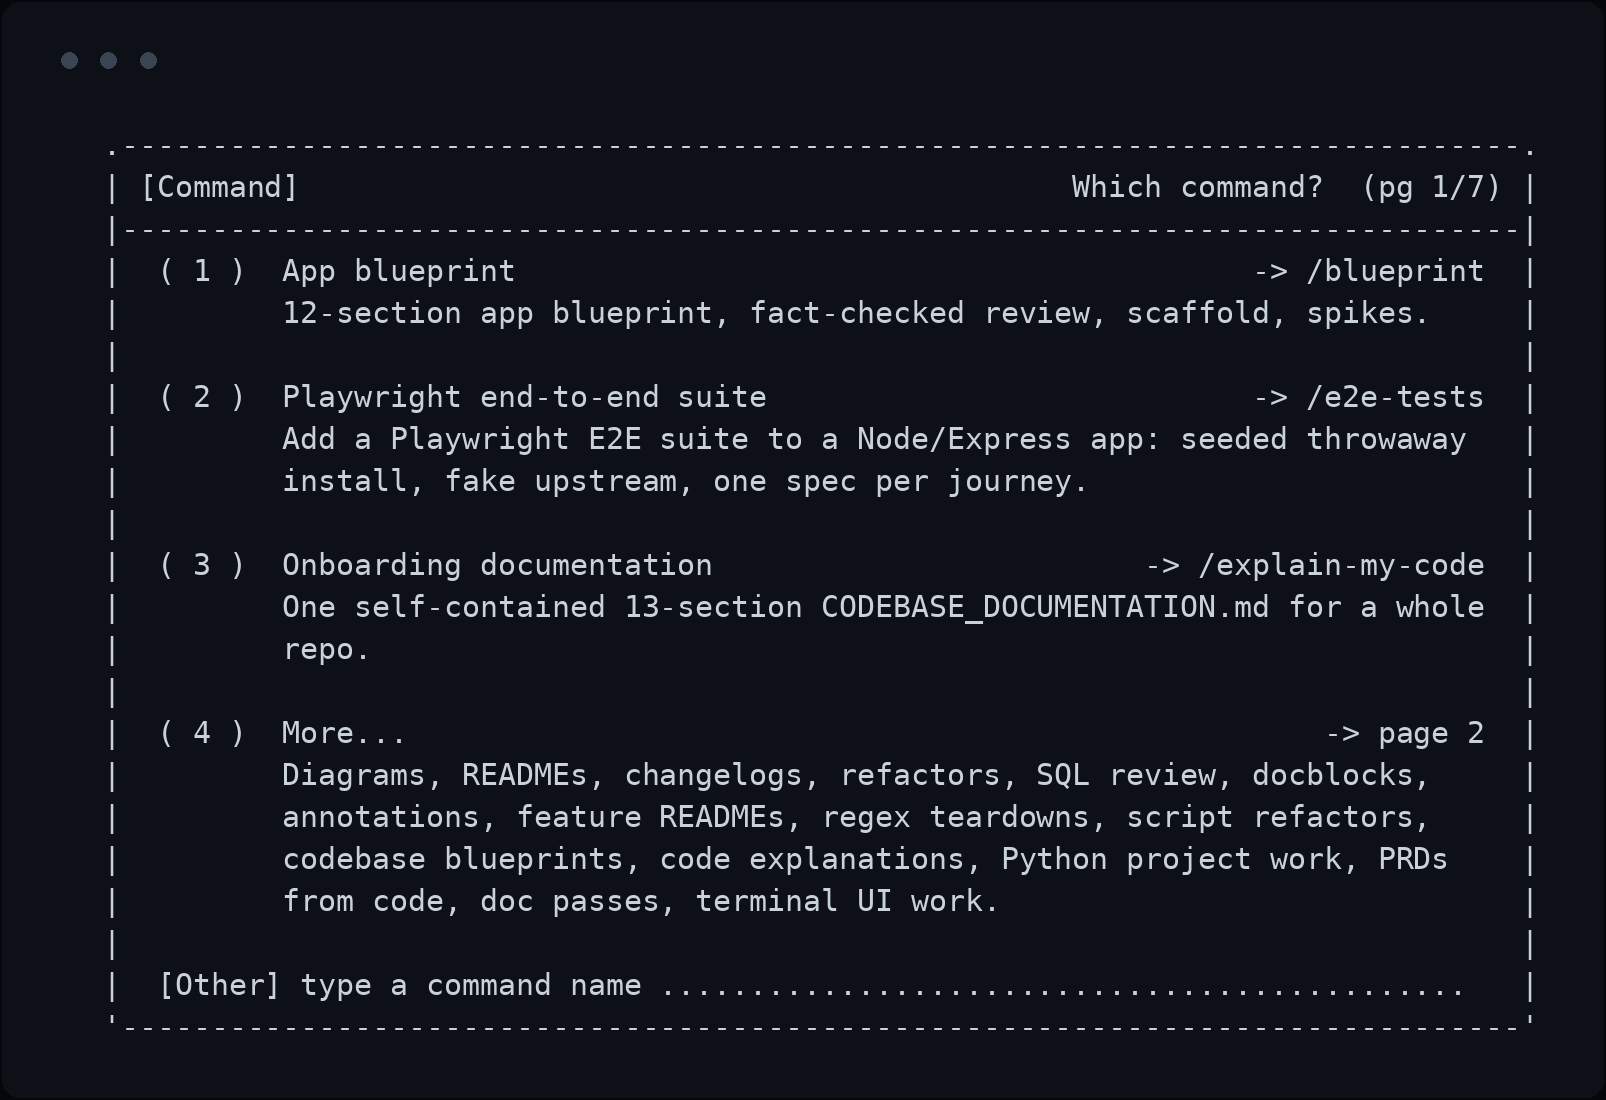 .------------------------------------------------------------------------------.
| [Command]                                           Which command?  (pg 1/7) |
|------------------------------------------------------------------------------|
|  ( 1 )  App blueprint                                         -> /blueprint  |
|         12-section app blueprint, fact-checked review, scaffold, spikes.     |
|                                                                              |
|  ( 2 )  Playwright end-to-end suite                           -> /e2e-tests  |
|         Add a Playwright E2E suite to a Node/Express app: seeded throwaway   |
|         install, fake upstream, one spec per journey.                        |
|                                                                              |
|  ( 3 )  Onboarding documentation                        -> /explain-my-code  |
|         One self-contained 13-section CODEBASE_DOCUMENTATION.md for a whole  |
|         repo.                                                                |
|                                                                              |
|  ( 4 )  More...                                                   -> page 2  |
|         Diagrams, READMEs, changelogs, refactors, SQL review, docblocks,     |
|         annotations, feature READMEs, regex teardowns, script refactors,     |
|         codebase blueprints, code explanations, Python project work, PRDs    |
|         from code, doc passes, terminal UI work.                             |
|                                                                              |
|  [Other] type a command name .............................................   |
'------------------------------------------------------------------------------'